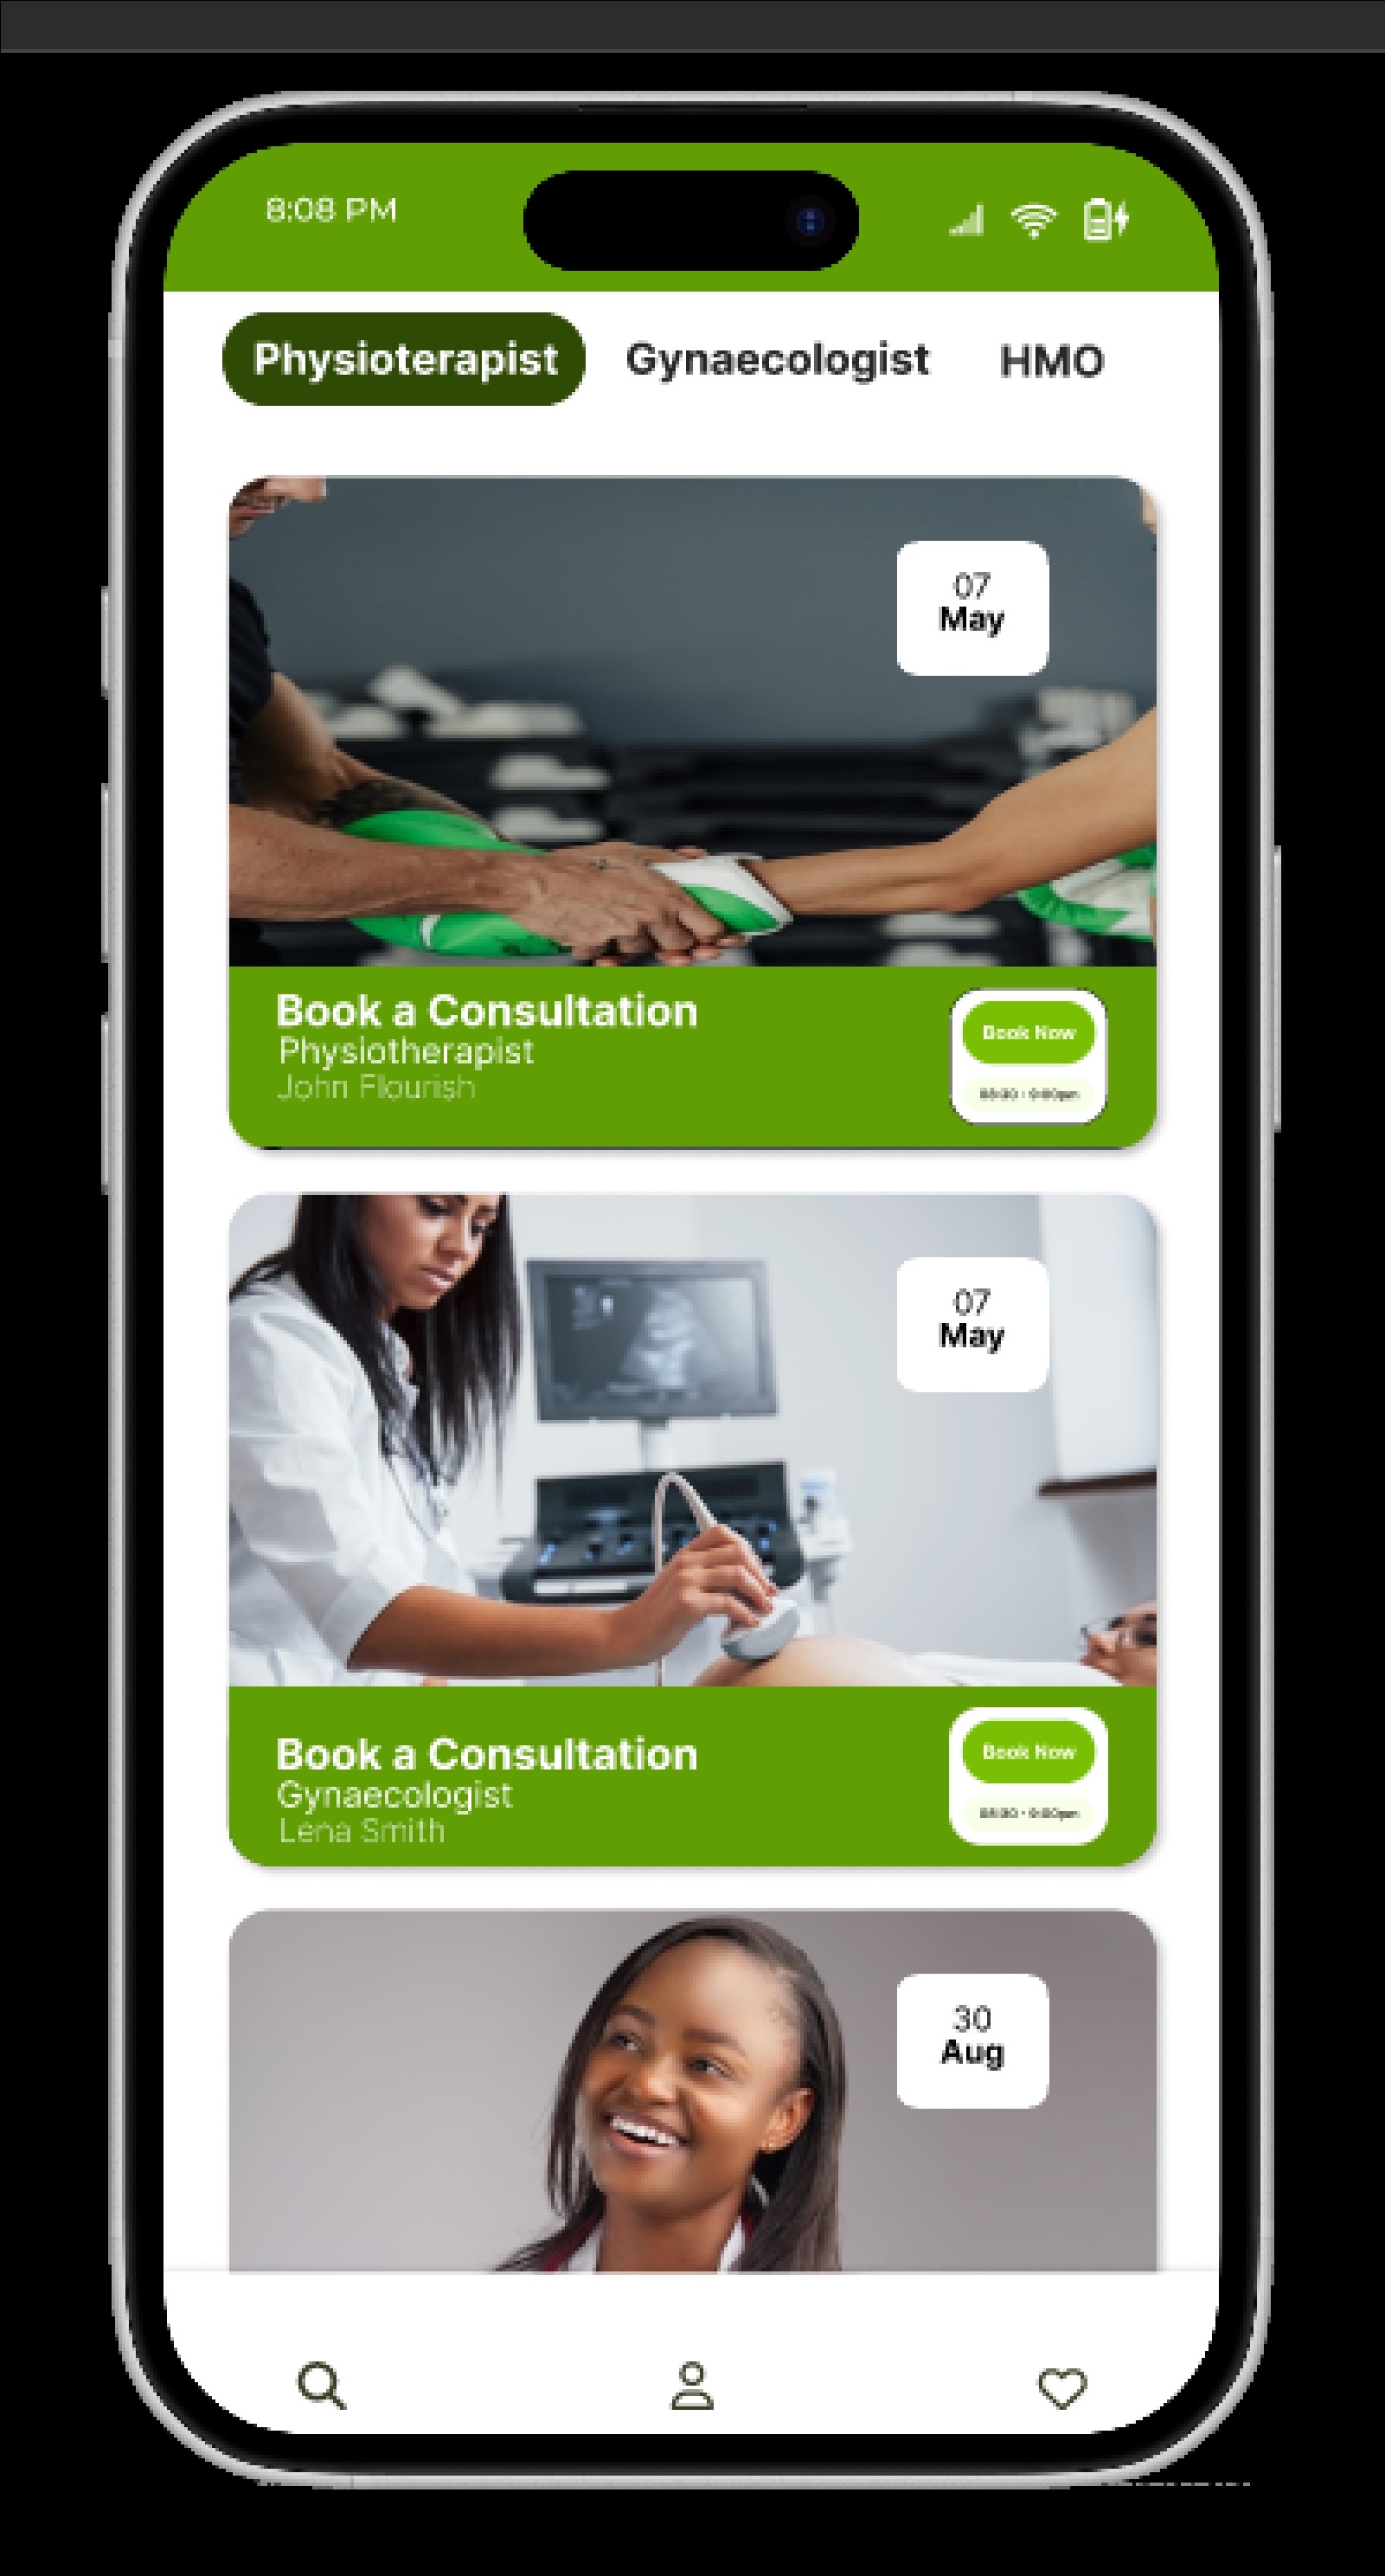 8:08 PM
Physioterapist Gynaecologist HMO
07
May
Book a Consultation
Physiotherapist
John Flourish
Book Now
07
May
Book a Consultation
Gynaecologist
Lena Smith
Book Now
30
Aug